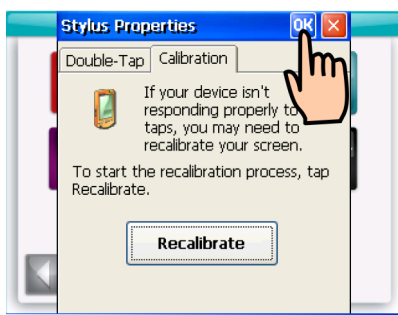 Stylus Properties OK
Double-Tap Calibration
If your device isn't
responding properly to
taps, you may need to
recalibrate your screen.
To start the recalibration process, tap
Recalibrate.
Recalibrate